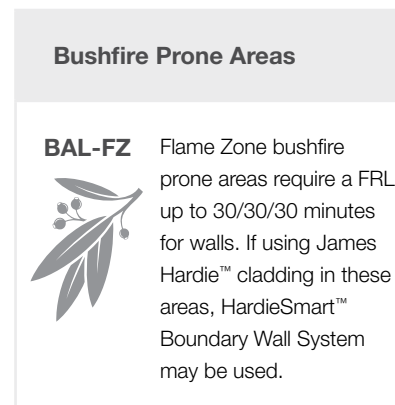 Bushfire Prone Areas
BAL-FZ
Flame Zone bushfire
prone areas require a FRL
up to 30/30/30 minutes
for walls. If using James
Hardie™ cladding in these
areas, HardieSmart™
Boundary Wall System
may be used.